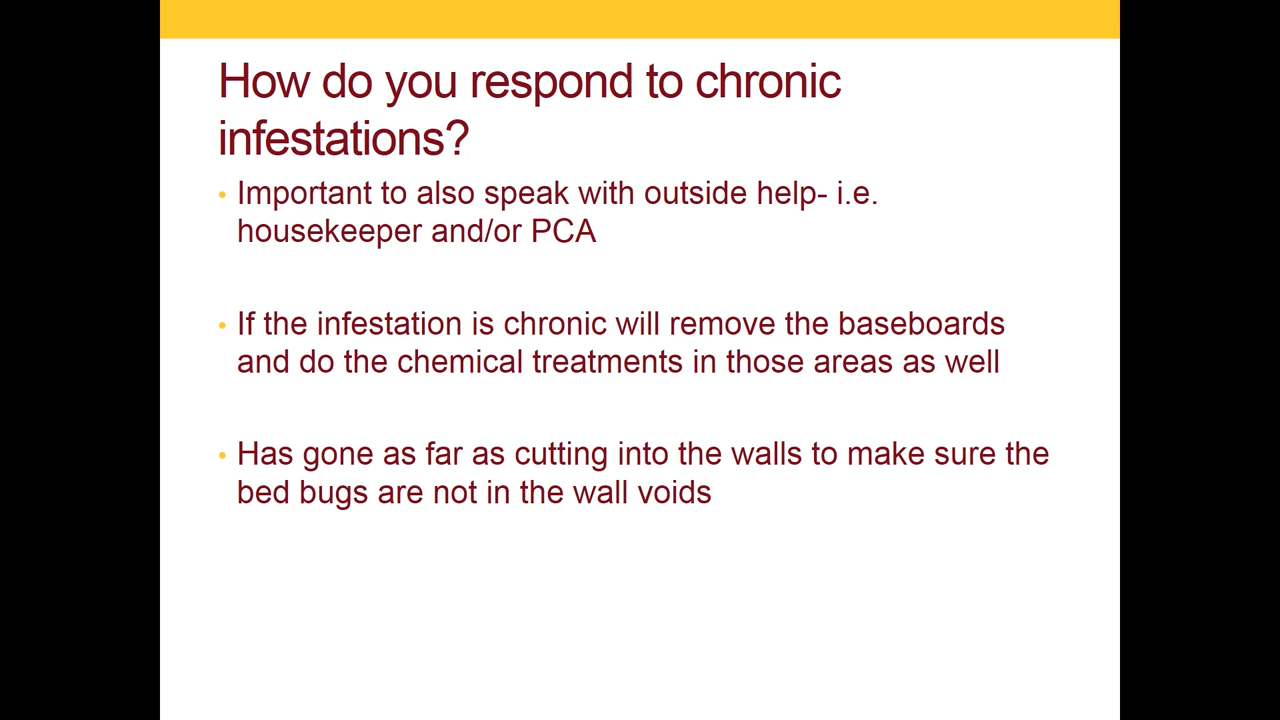 How do you respond to chronic
infestations?
• Important to also speak with outside help- i.e.
housekeeper and/or PCA
• If the infestation is chronic will remove the baseboards
and do the chemical treatments in those areas as well
• Has gone as far as cutting into the walls to make sure the
bed bugs are not in the wall voids